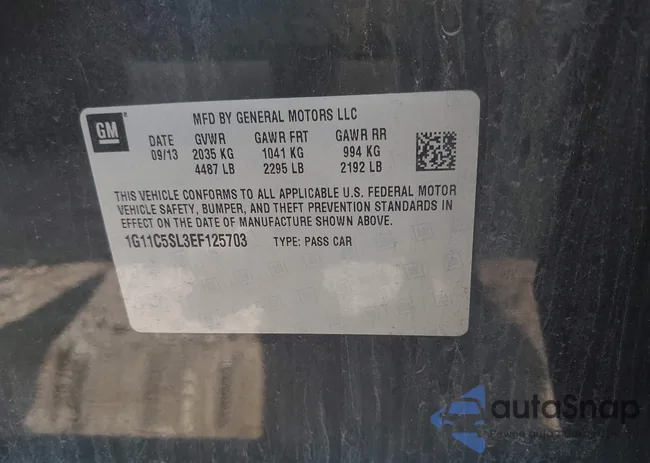 GM
MFD BY GENERAL MOTORS LLC
DATE GVWR GAWR FRT GAWR RR
09/13 2035 KG 1041 KG 994 KG
4487 LB 2295 LB 2192 LB
THIS VEHICLE CONFORMS TO ALL APPLICABLE U.S. FEDERAL MOTOR
VEHICLE SAFETY, BUMPER, AND THEFT PREVENTION STANDARDS IN
EFFECT ON THE DATE OF MANUFACTURE SHOWN ABOVE.
1G11C5SL3EF125703 TYPE: PASS CAR
autoSnap